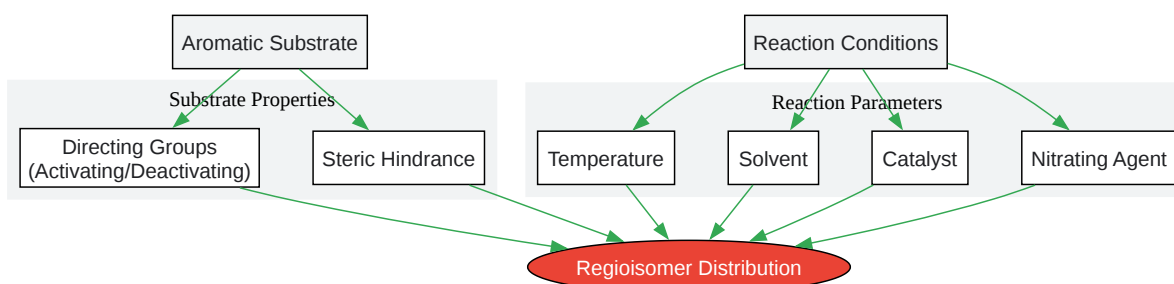 Aromatic Substrate
Reaction Conditions
Substrate Properties
Reaction Parameters
Directing Groups
(Activating/Deactivating)
Steric Hindrance
Temperature
Solvent
Catalyst
Nitrating Agent
Regioisomer Distribution